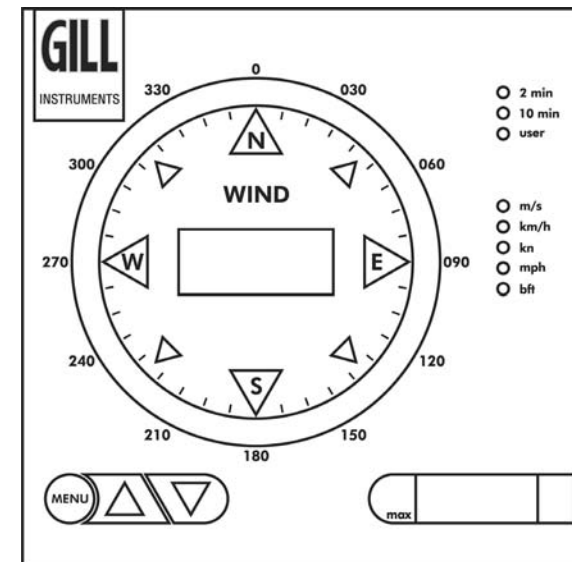 GILL
INSTRUMENTS
0
330
030
300
060
270
090
240
120
210
150
180
N
W
E
S
WIND
2 min
10 min
user
m/s
km/h
kn
mph
bft
MENU
max